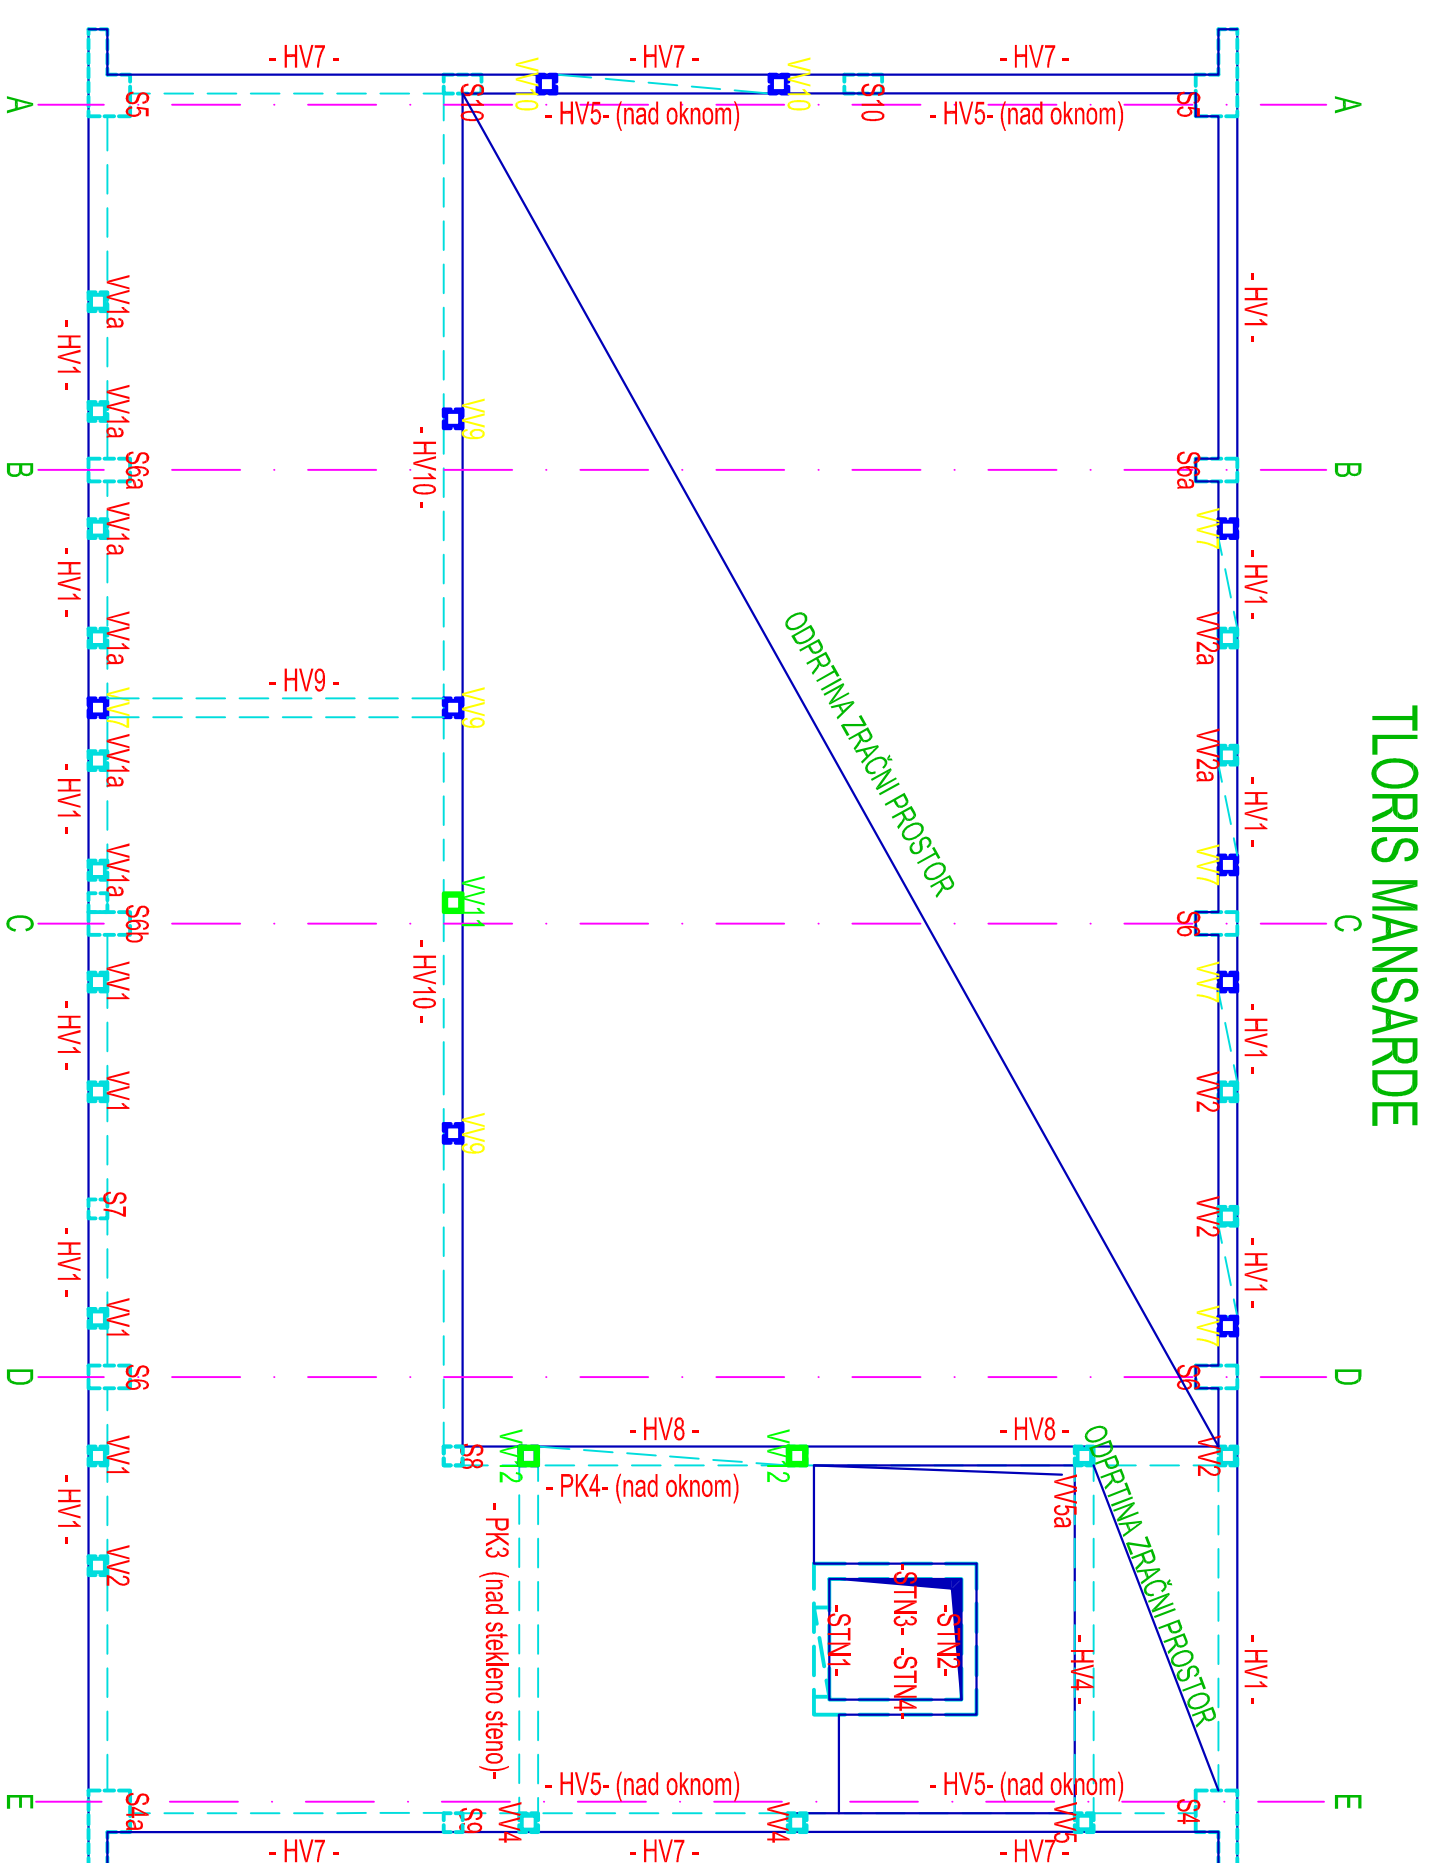 TLORIS MANSARDE
- HV7 -
- HV7 -
- HV7 -
A
S5
S10
VV10
VV10
S10
S5
A
- HV5- (nad oknom)
- HV5- (nad oknom)
VV1a
- HV1 -
- HV1 -
VV1a
VV9
- HV10 -
B
S6a
S6a
B
VV1a
- HV1 -
VV7
- HV1 -
VV1a
VV2a
ODPRTINA ZRAČNI PROSTOR
- HV9 -
VV7
VV9
VV1a
- HV1 -
VV2a
- HV1 -
VV1a
VV7
VV11
C
S6b
S6
C
VV1
- HV1 -
- HV10 -
VV7
- HV1 -
VV1
VV2
VV9
S7
VV2
- HV1 -
- HV1 -
VV1
VV7
D
S6
S6
D
- HV8 -
- HV8 -
VV1
S8
VV12
VV12
VV2
- PK4- (nad oknom)
VV5a
ODPRTINA ZRAČNI PROSTOR
- HV1 -
VV2
- PK3 (nad stekleno steno)-
-STN3-
-STN2-
-STN1-
-STN4-
- HV4 -
- HV1 -
- HV5- (nad oknom)
- HV5- (nad oknom)
E
S4a
S9
VV4
VV4
VV5
S4
E
- HV7 -
- HV7 -
- HV7 -